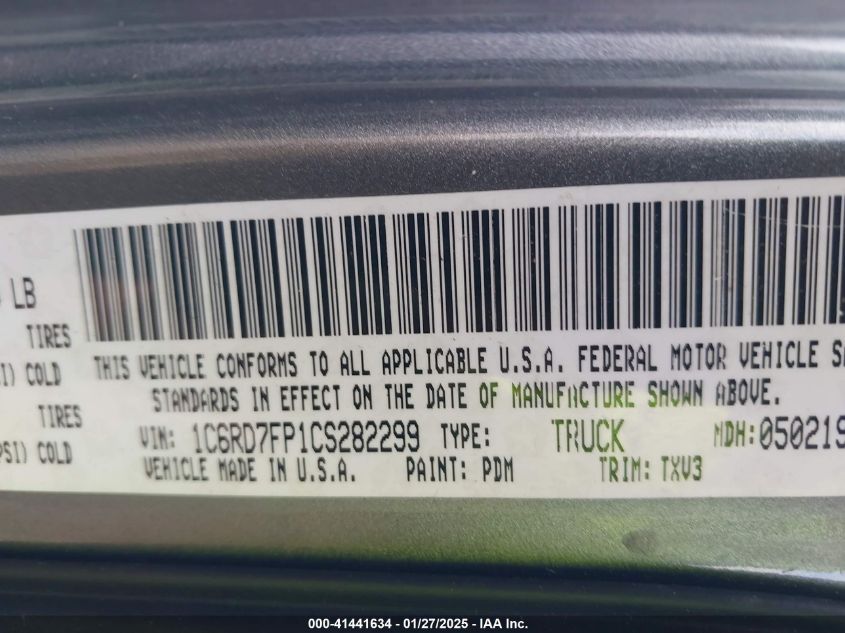 LB
TIRES
I) COLD
TIRES
PSI) COLD
THIS VEHICLE CONFORMS TO ALL APPLICABLE U.S.A. FEDERAL MOTOR VEHICLE
STANDARDS IN EFFECT ON THE DATE OF MANUFACTURE SHOWN ABOVE.
VIN: 1C6RD7FP1CS282299 TYPE: TRUCK MDH:050219
VEHICLE MADE IN U.S.A. PAINT: PDM TRIM: TXV3
000-41441634 / 01/27/2025 - IAA Inc.